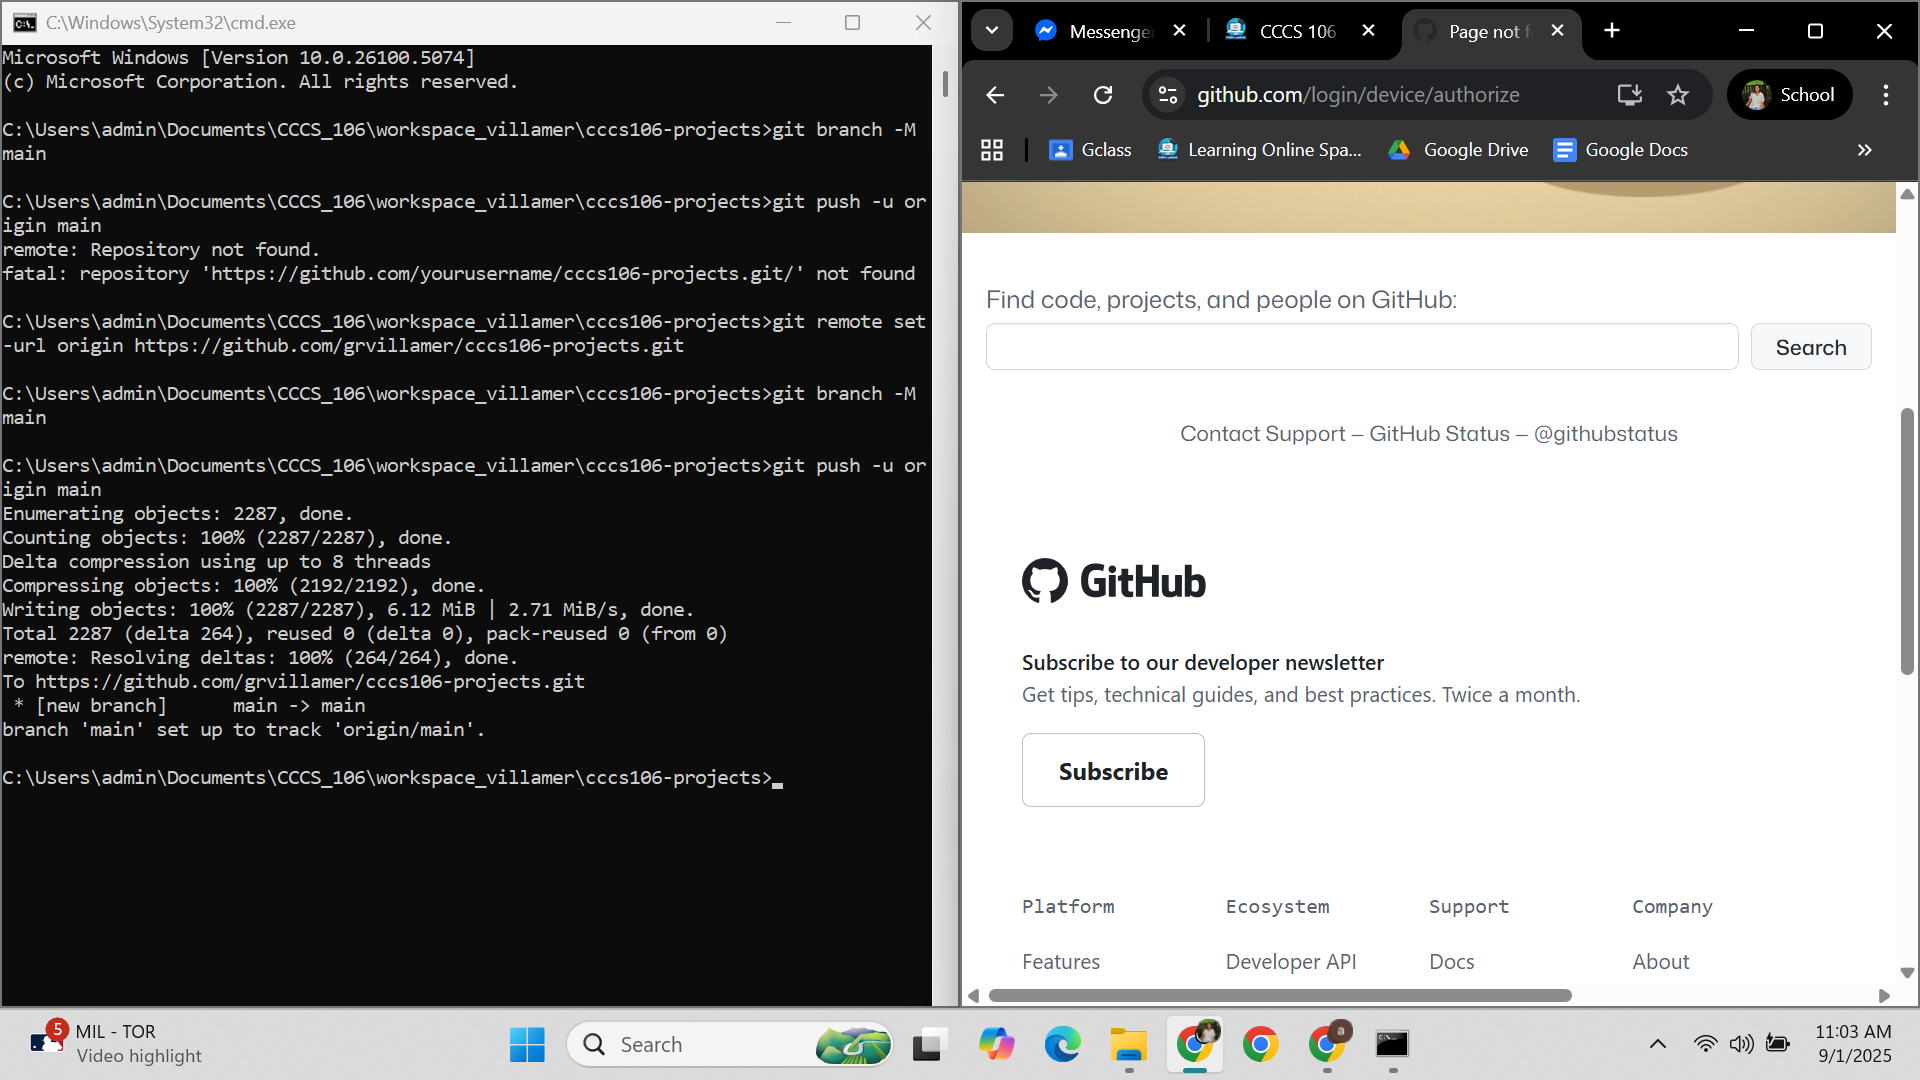 C:\Windows\System32\cmd.exe
Microsoft Windows [Version 10.0.26100.5074]
(c) Microsoft Corporation. All rights reserved.
C:\Users\admin\Documents\CCCS_106\workspace_villamer\cccs106-projects>git branch -M
main
C:\Users\admin\Documents\CCCS_106\workspace_villamer\cccs106-projects>git push -u or
igin main
remote: Repository not found.
fatal: repository 'https://github.com/yourusername/cccs106-projects.git/' not found
C:\Users\admin\Documents\CCCS_106\workspace_villamer\cccs106-projects>git remote set
-url origin https://github.com/grvillamer/cccs106-projects.git
C:\Users\admin\Documents\CCCS_106\workspace_villamer\cccs106-projects>git branch -M
main
C:\Users\admin\Documents\CCCS_106\workspace_villamer\cccs106-projects>git push -u or
igin main
Enumerating objects: 2287, done.
Counting objects: 100% (2287/2287), done.
Delta compression using up to 8 threads
Compressing objects: 100% (2192/2192), done.
Writing objects: 100% (2287/2287), 6.12 MiB | 2.71 MiB/s, done.
Total 2287 (delta 264), reused 0 (delta 0), pack-reused 0 (from 0)
remote: Resolving deltas: 100% (264/264), done.
To https://github.com/grvillamer/cccs106-projects.git
 * [new branch]      main -> main
branch 'main' set up to track 'origin/main'.
C:\Users\admin\Documents\CCCS_106\workspace_villamer\cccs106-projects>
Messenger
CCCS 106
Page not f
github.com/login/device/authorize
School
Gclass
Learning Online Spa...
Google Drive
Google Docs
Find code, projects, and people on GitHub:
Search
Contact Support — GitHub Status — @githubstatus
GitHub
Subscribe to our developer newsletter
Get tips, technical guides, and best practices. Twice a month.
Subscribe
Platform Ecosystem Support Company
Features Developer API Docs About
5
MIL - TOR
Video highlight
Search
a
11:03 AM
9/1/2025